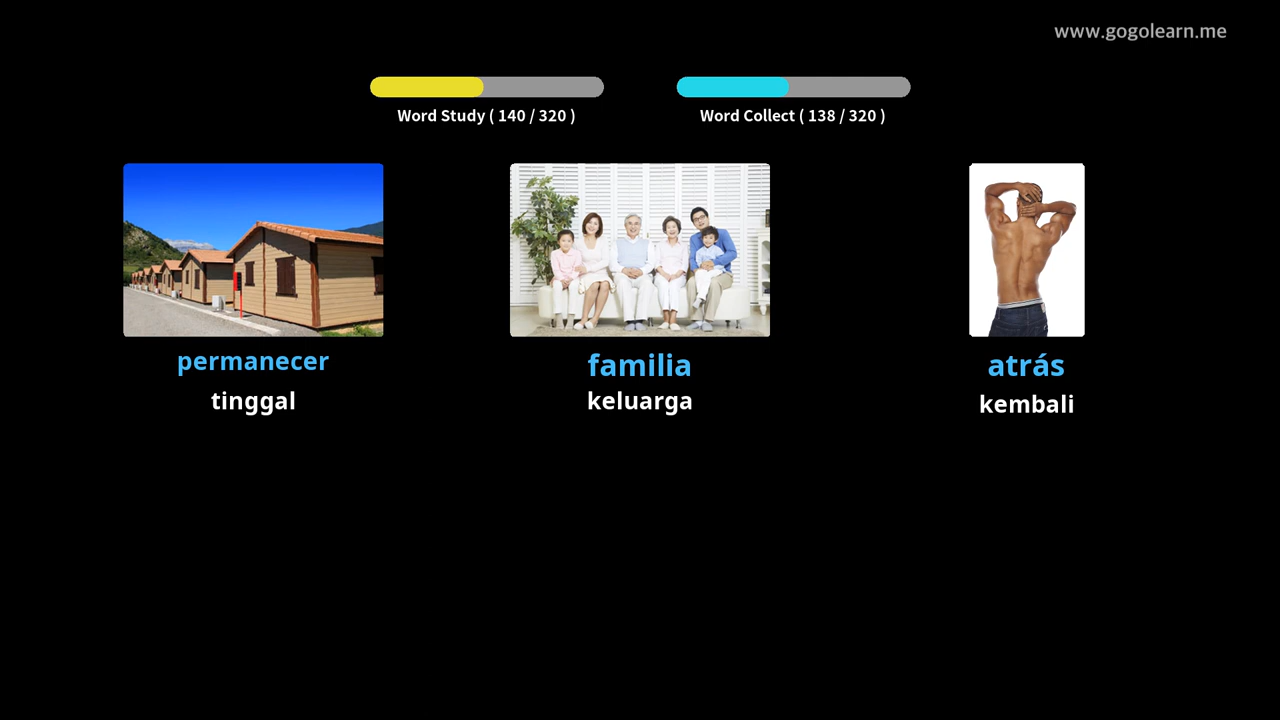 www.gogolearn.me
Word Study ( 140 / 320 )
Word Collect ( 138 / 320 )
permanecer
tinggal
familia
keluarga
atrás
kembali